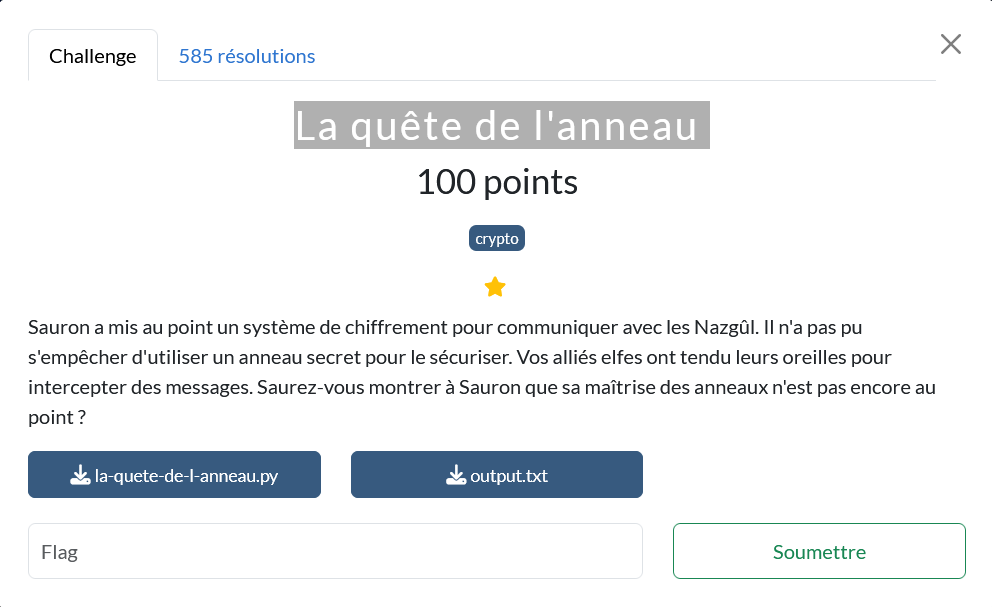 Challenge
585 résolutions
La quête de l'anneau
100 points
crypto
Sauron a mis au point un système de chiffrement pour communiquer avec les Nazgûl. Il n'a pas pu
s'empêcher d'utiliser un anneau secret pour le sécuriser. Vos alliés elfes ont tendu leurs oreilles pour
intercepter des messages. Saurez-vous montrer à Sauron que sa maîtrise des anneaux n'est pas encore au
point ?
la-quete-de-l-anneau.py
output.txt
Flag
Soumettre